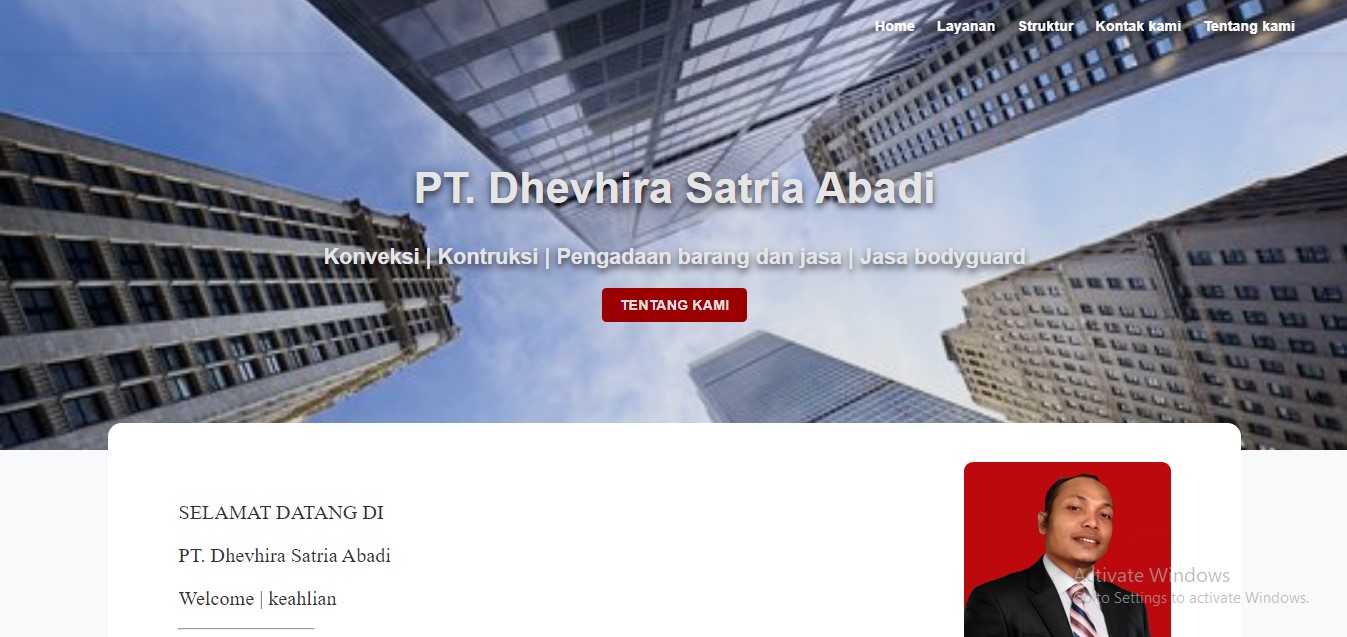 Home Layanan Struktur Kontak kami Tentang kami
PT. Dhevhira Satria Abadi
Konveksi | Kontruksi | Pengadaan barang dan jasa | Jasa bodyguard
TENTANG KAMI
SELAMAT DATANG DI
PT. Dhevhira Satria Abadi
Welcome | keahlian
Activate Windows
Go to Settings to activate Windows.